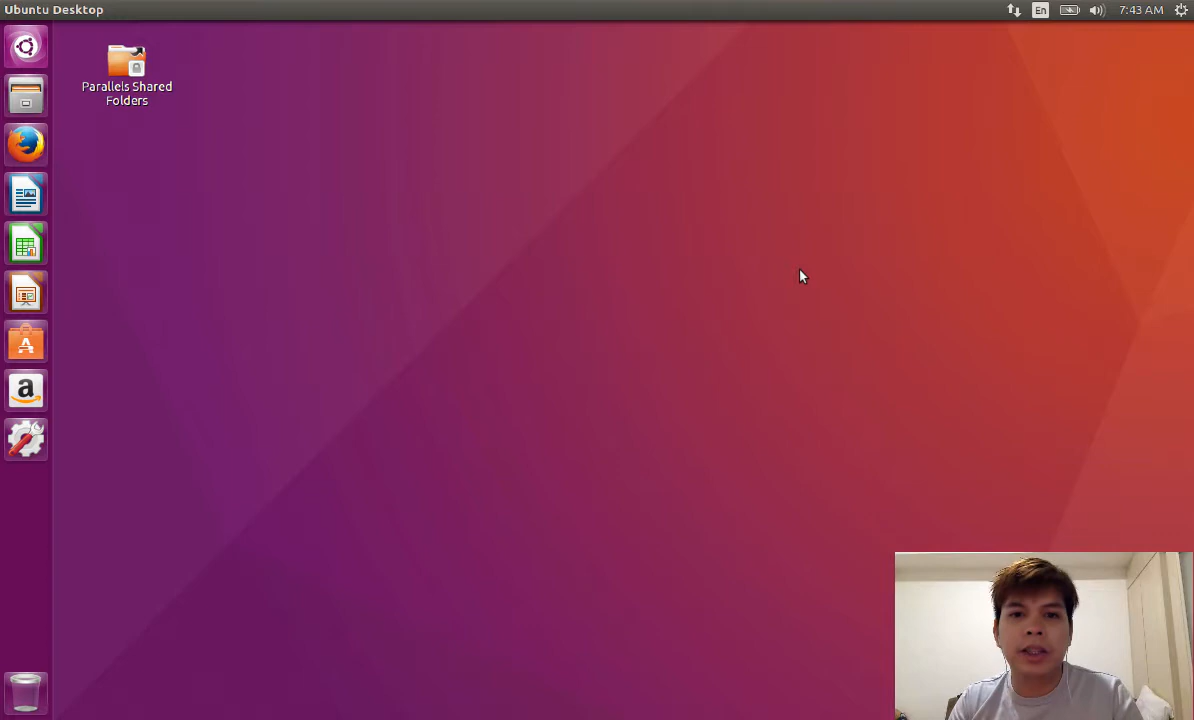 Ubuntu Desktop
En
7:43 AM
Parallels Shared
Folders
A
a